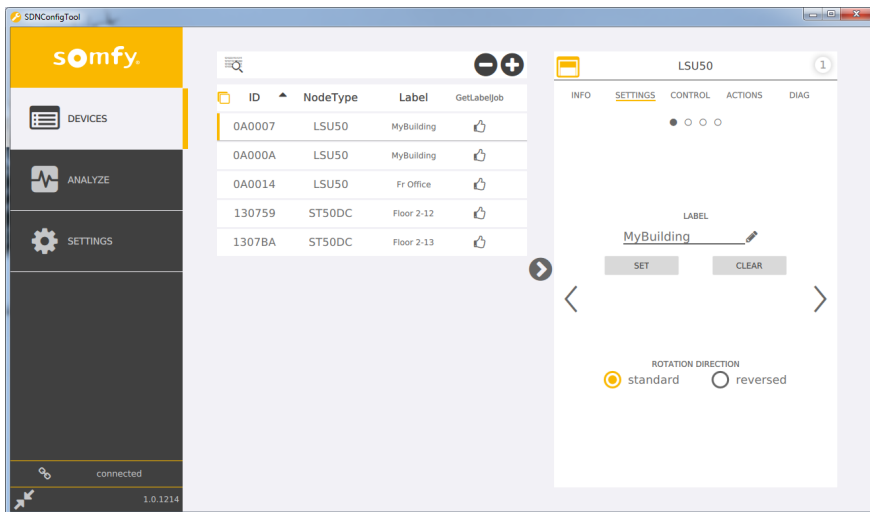 SDNConfigTool
somfy.
DEVICES
ANALYZE
SETTINGS
connected
1.0.1214
ID NodeType Label GetLabelJob
0A0007 LSU50 MyBuilding
0A000A LSU50 MyBuilding
0A0014 LSU50 Fr Office
130759 ST50DC Floor 2-12
1307BA ST50DC Floor 2-13
LSU50 1
INFO SETTINGS CONTROL ACTIONS DIAG
LABEL
MyBuilding
SET CLEAR
ROTATION DIRECTION
standard reversed